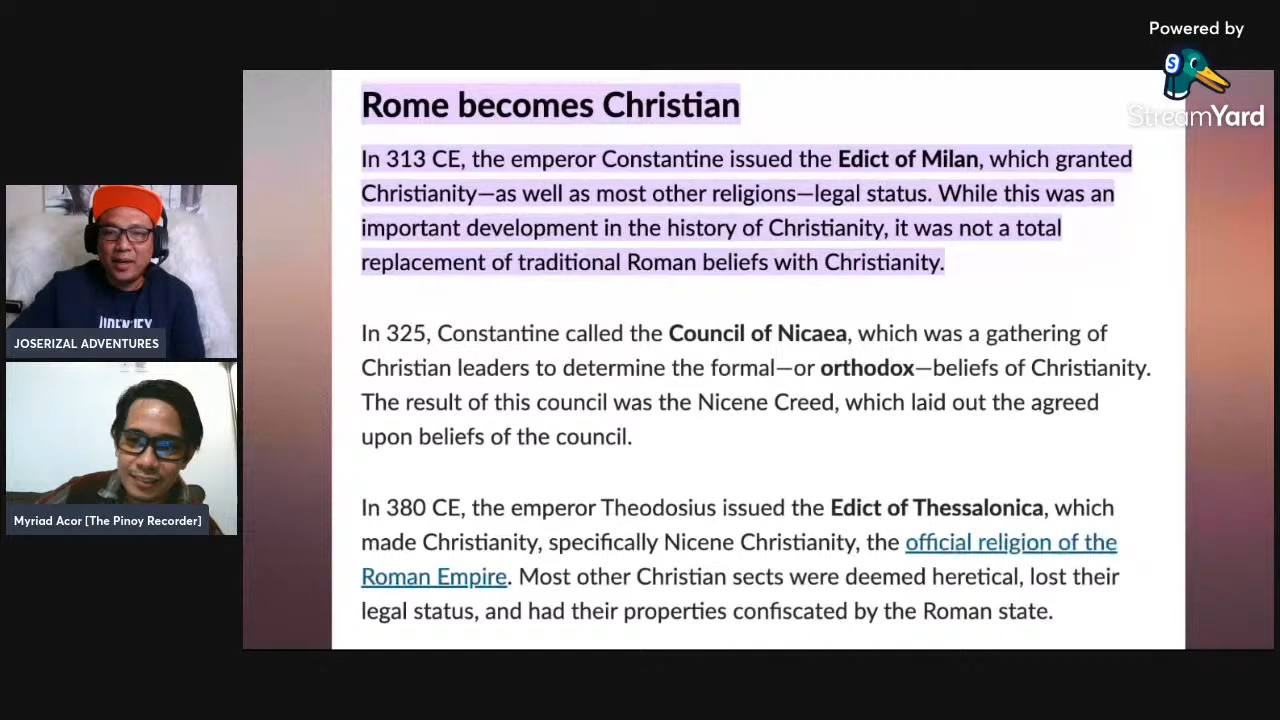 Powered by
StreamYard
Rome becomes Christian
In 313 CE, the emperor Constantine issued the Edict of Milan, which granted
Christianity—as well as most other religions—legal status. While this was an
important development in the history of Christianity, it was not a total
replacement of traditional Roman beliefs with Christianity.
In 325, Constantine called the Council of Nicaea, which was a gathering of
Christian leaders to determine the formal—or orthodox—beliefs of Christianity.
The result of this council was the Nicene Creed, which laid out the agreed
upon beliefs of the council.
In 380 CE, the emperor Theodosius issued the Edict of Thessalonica, which
made Christianity, specifically Nicene Christianity, the official religion of the
Roman Empire. Most other Christian sects were deemed heretical, lost their
legal status, and had their properties confiscated by the Roman state.
JOSERIZAL ADVENTURES
Myriad Acor [The Pinoy Recorder]